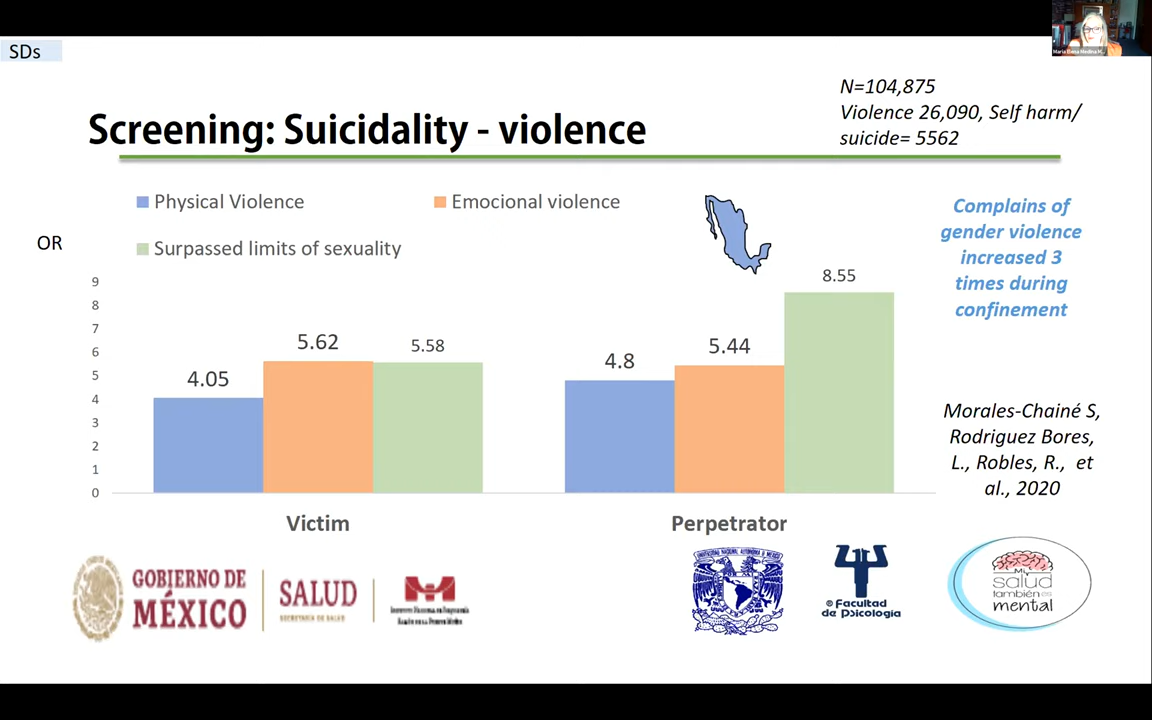 SDs
N=104,875
Violence 26,090, Self harm/
suicide= 5562
Screening: Suicidality - violence
Physical Violence
Emocional violence
Surpassed limits of sexuality
OR
Complains of
gender violence
increased 3
times during
confinement
9
8
7
6
5
4
3
2
1
0
4.05
5.62
5.58
4.8
5.44
8.55
Victim
Perpetrator
Morales-Chainé S,
Rodriguez Bores,
L., Robles, R., et
al., 2020
GOBIERNO DE
MÉXICO
SALUD
SECRETARÍA DE SALUD
® Facultad
de Psicología
Mi
salud
también es
mental